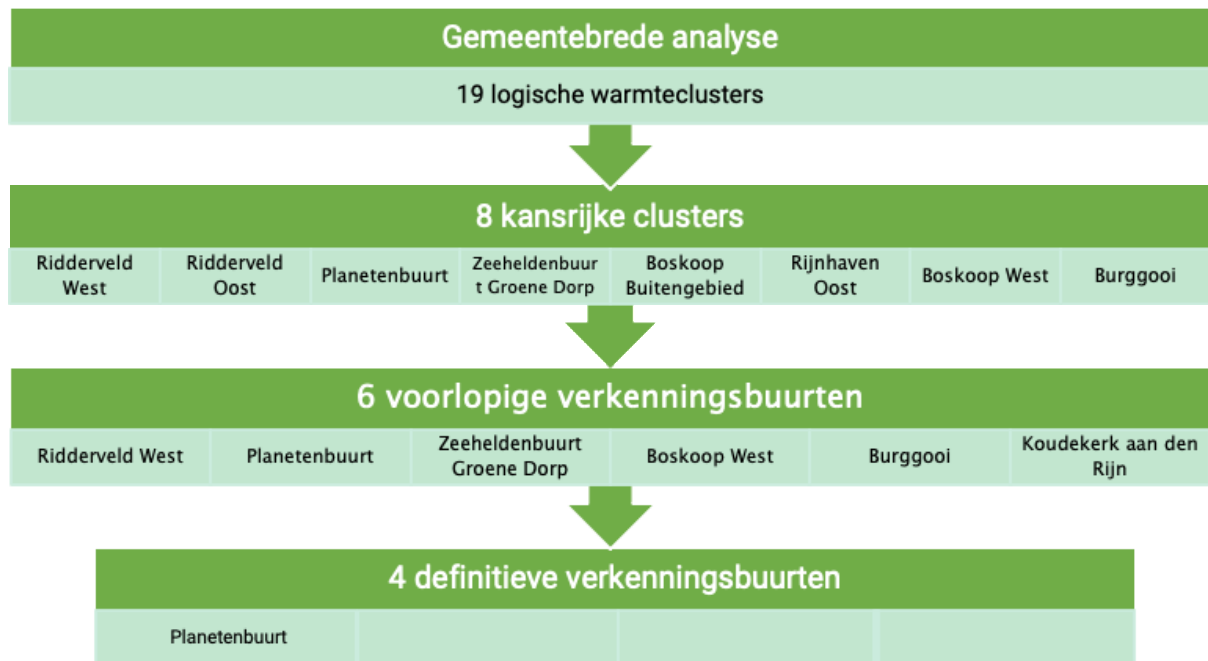 Gemeentebrede analyse
19 logische warmteclusters
8 kansrijke clusters
Ridderveld
West
Ridderveld
Oost
Planetenbuurt
Zeeheldenbuur
t Groene Dorp
Boskoop
Buitengebied
Rijnhaven
Oost
Boskoop West
Burggooi
6 voorlopige verkenningsbuurten
Ridderveld West
Planetenbuurt
Zeeheldenbuurt
Groene Dorp
Boskoop West
Burggooi
Koudekerk aan den
Rijn
4 definitieve verkenningsbuurten
Planetenbuurt